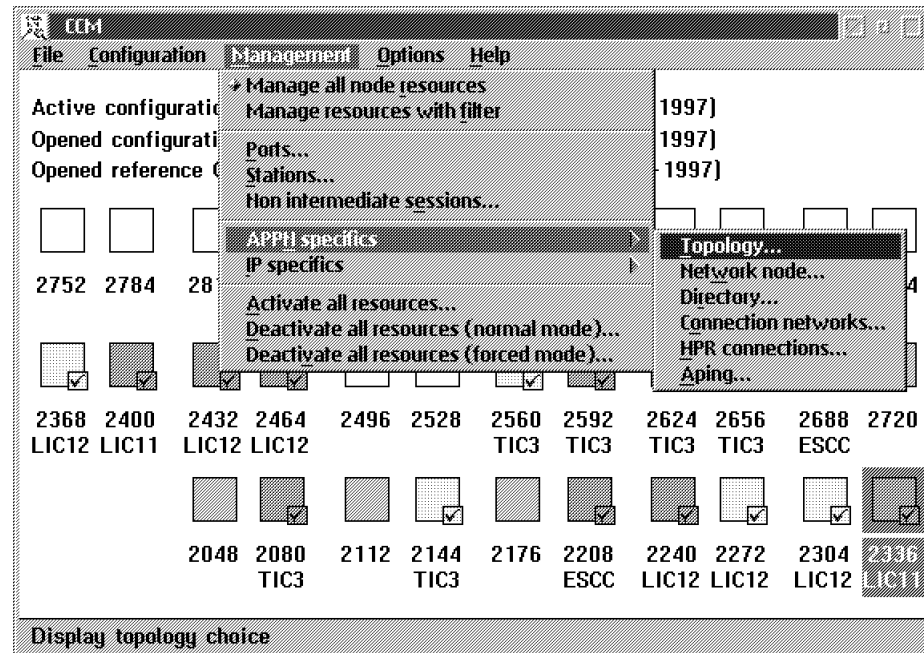 CCM
File Configuration Management Options Help
Manage all node resources
Manage resources with filter
Ports...
Stations...
Non intermediate sessions...
APPN specifics
IP specifics
Activate all resources...
Deactivate all resources (normal mode)...
Deactivate all resources (forced mode)...
Topology...
Network node...
Directory...
Connection networks...
HPR connections...
Aping...
Active 1997)
Opened 1997)
Opened reference 1997)
2752 2784
2368 2400 2432 2464 2496 2528 2560 2592 2624 2656 2688 2720
LIC12 LIC11 LIC12 LIC12 TIC3 TIC3 TIC3 TIC3 ESCC
2048 2080 2112 2144 2176 2208 2240 2272 2304 2336
TIC3 TIC3 ESCC LIC12 LIC12 LIC12 LIC11
Display topology choice